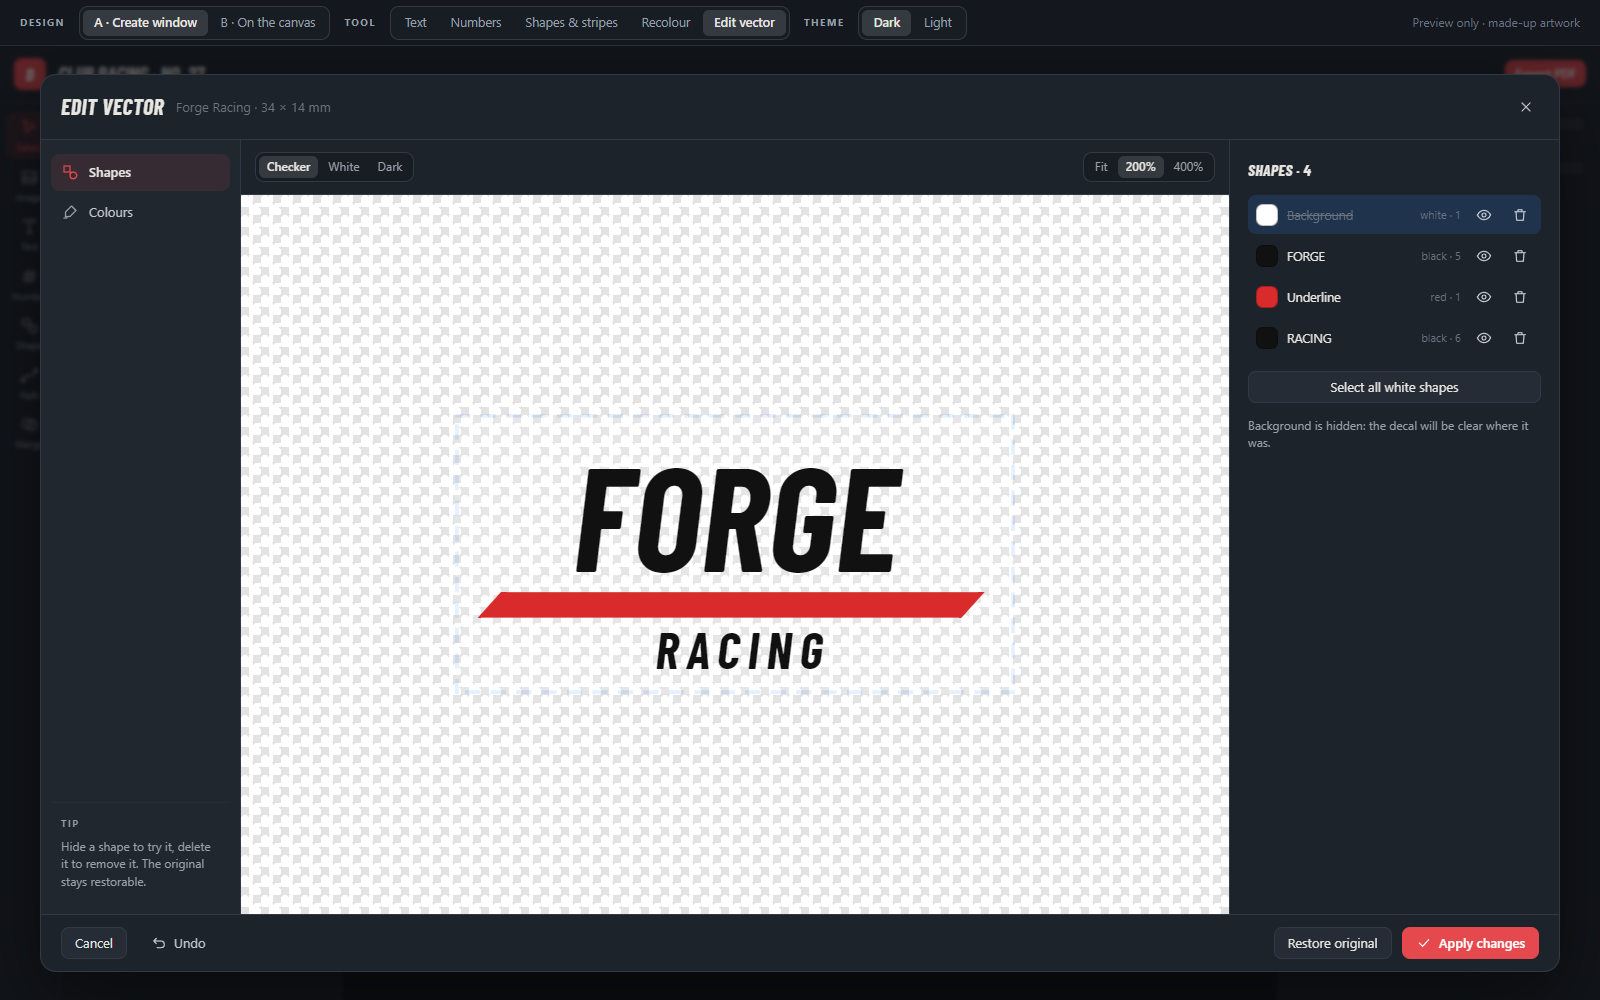 DESIGN A · Create window B · On the canvas TOOL Text Numbers Shapes & stripes Recolour Edit vector THEME Dark Light Preview only · made-up artwork
EDIT VECTOR Forge Racing · 34 × 14 mm
Shapes
Colours
Checker White Dark Fit 200% 400%
FORGE
RACING
SHAPES · 4
Background white · 1
FORGE black · 5
Underline red · 1
RACING black · 6
Select all white shapes
Background is hidden: the decal will be clear where it
was.
TIP
Hide a shape to try it, delete
it to remove it. The original
stays restorable.
Cancel Undo Restore original Apply changes